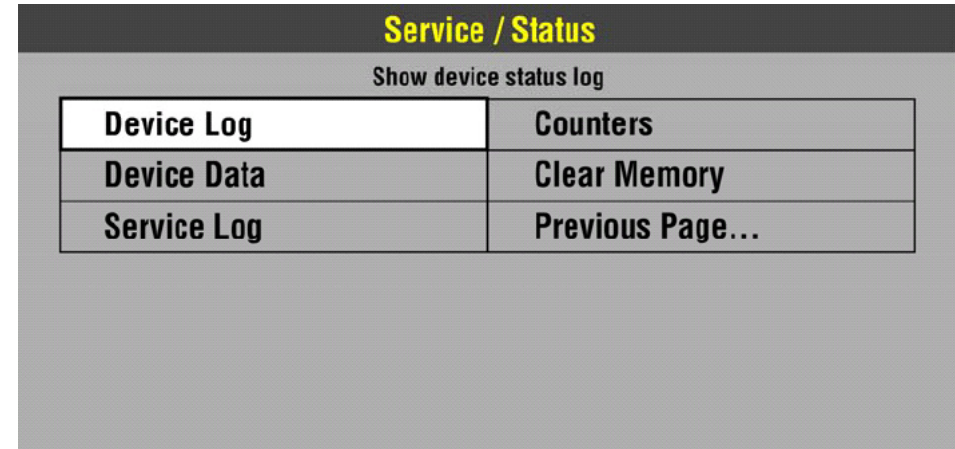 Service / Status
Show device status log
Device Log
Counters
Device Data
Clear Memory
Service Log
Previous Page...